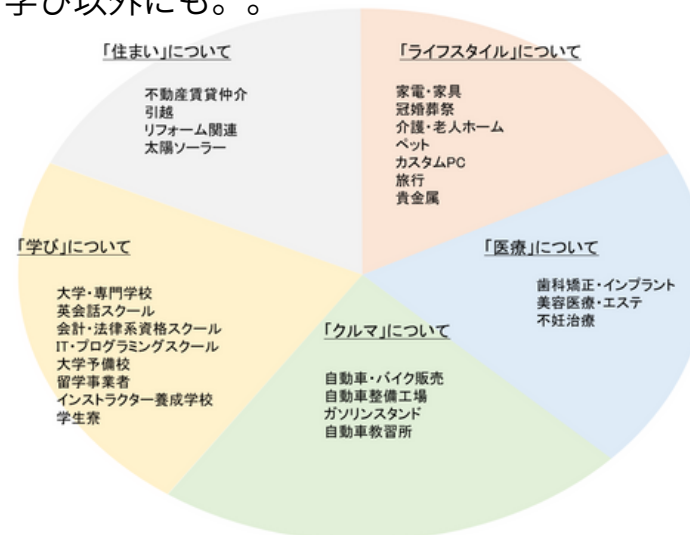 学び以外にも。。
「住まい」について
不動産賃貸仲介
引越
リフォーム関連
太陽ソーラー
「ライフスタイル」について
家電・家具
冠婚葬祭
介護・老人ホーム
ペット
カスタムPC
旅行
貴金属
「学び」について
大学・専門学校
英会話スクール
会計・法律系資格スクール
IT・プログラミングスクール
大学予備校
留学事業者
インストラクター養成学校
学生寮
「医療」について
歯科矯正・インプラント
美容医療・エステ
不妊治療
「クルマ」について
自動車・バイク販売
自動車整備工場
ガソリンスタンド
自動車教習所